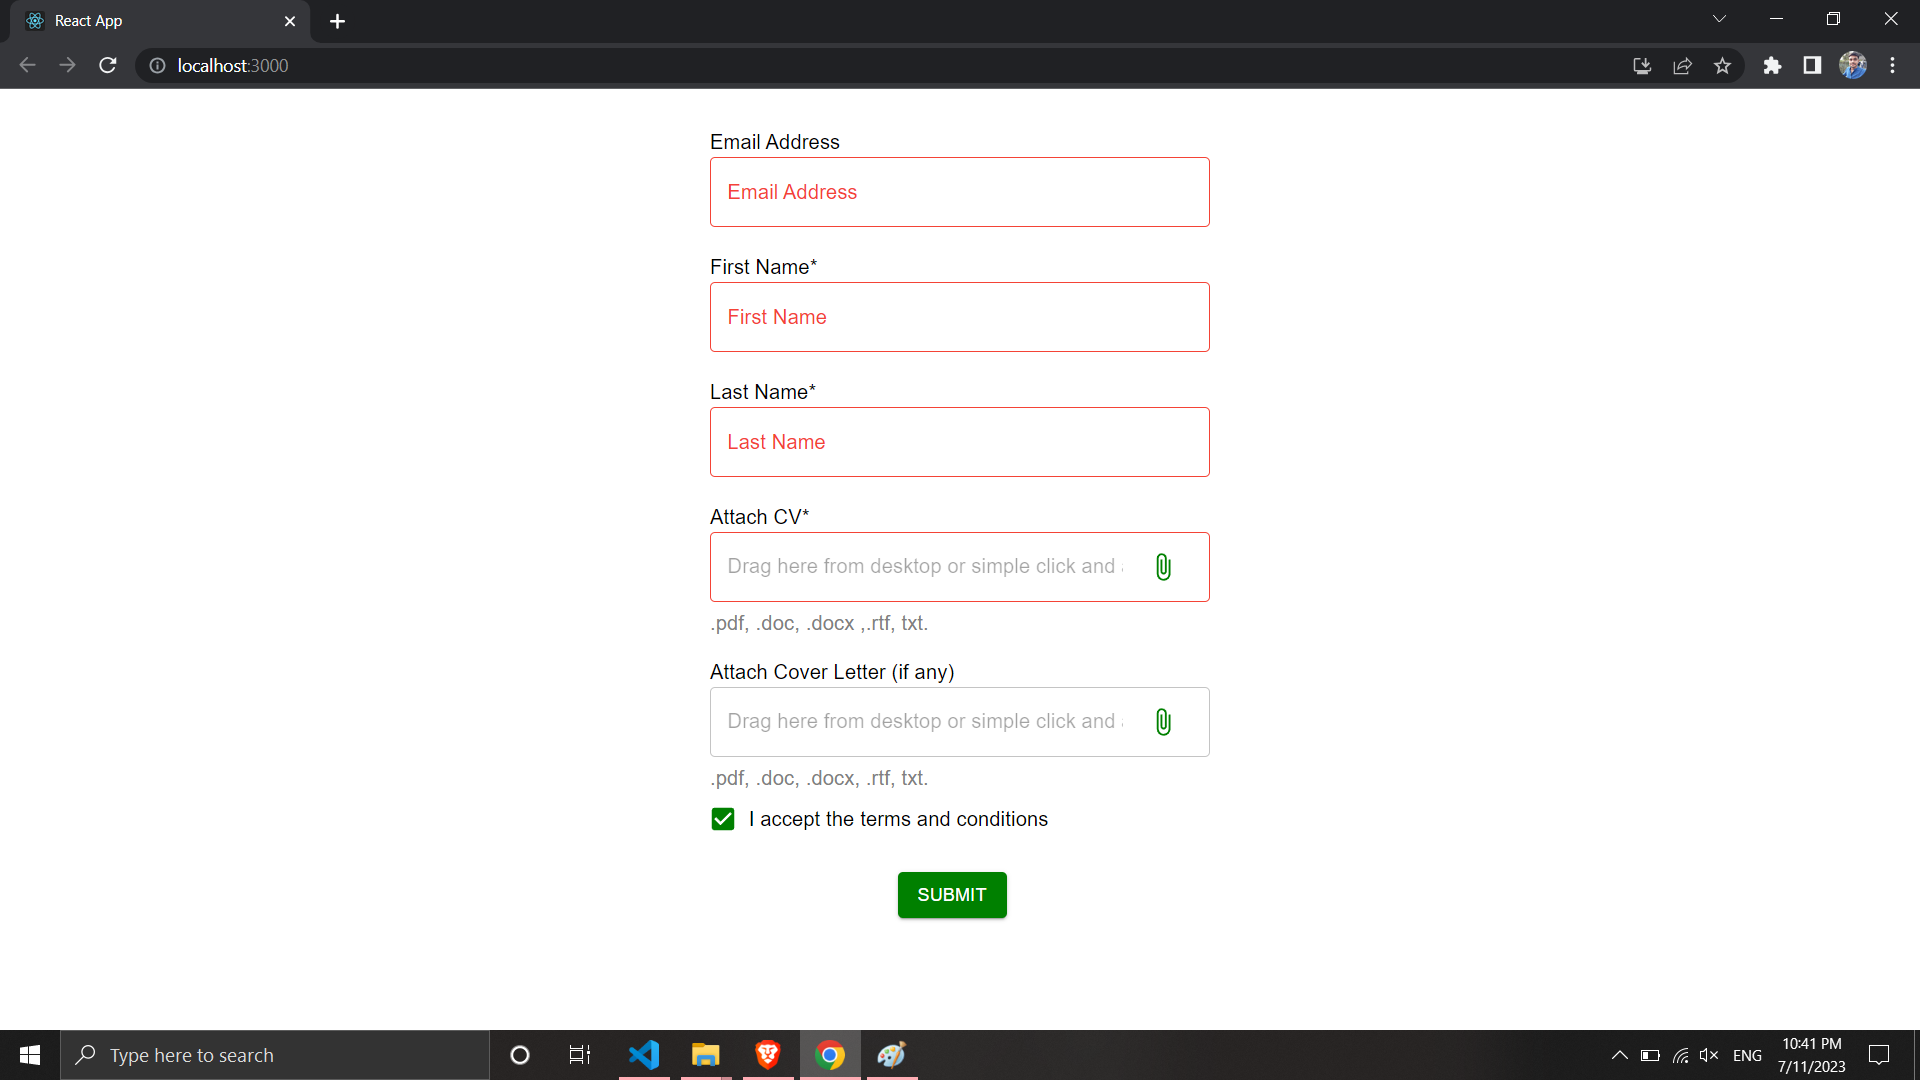 React App
localhost:3000
Email Address
Email Address
First Name*
First Name
Last Name*
Last Name
Attach CV*
Drag here from desktop or simple click and
.pdf, .doc, .docx ,.rtf, txt.
Attach Cover Letter (if any)
Drag here from desktop or simple click and
.pdf, .doc, .docx, .rtf, txt.
I accept the terms and conditions
SUBMIT
Type here to search
ENG
10:41 PM
7/11/2023